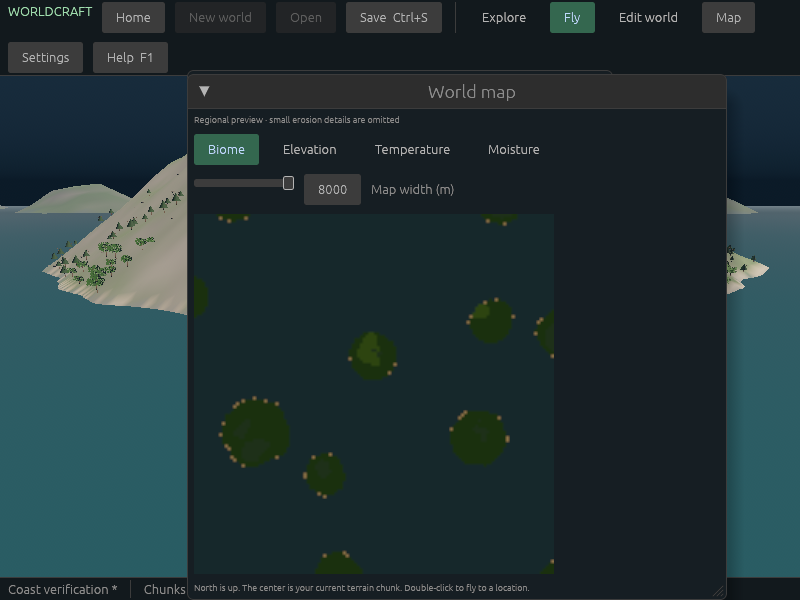 WORLDCRAFT Home New world Open Save Ctrl+S Explore Fly Edit world Map
Settings Help F1
World map
Regional preview - small erosion details are omitted
Biome Elevation Temperature Moisture
8000 Map width (m)
North is up. The center is your current terrain chunk. Double-click to fly to a location.
Coast verification * Chunks